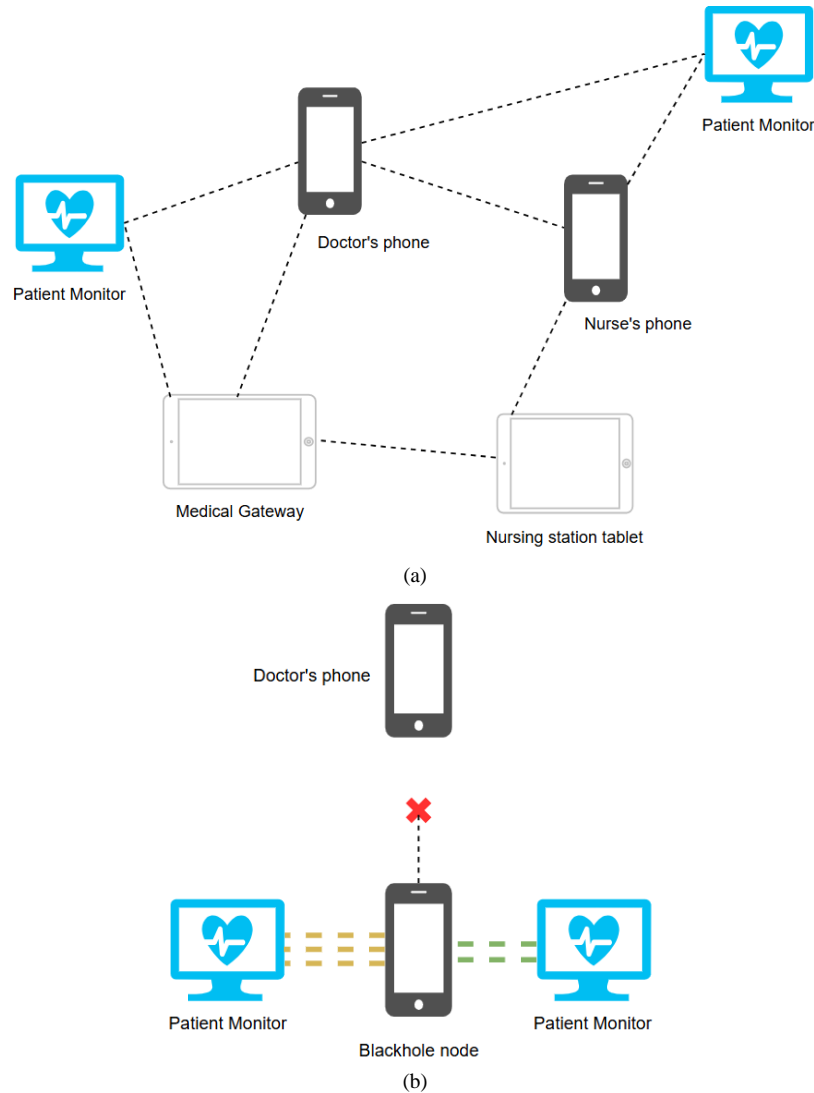 Patient Monitor
Doctor's phone
Patient Monitor
Nurse's phone
Medical Gateway
Nursing station tablet
(a)
Doctor's phone
Patient Monitor
Patient Monitor
Blackhole node
(b)